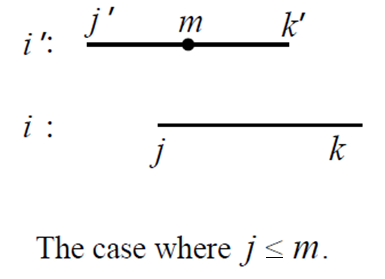 j′ m k′
i′:
i :
j k
The case where j ≤ m.